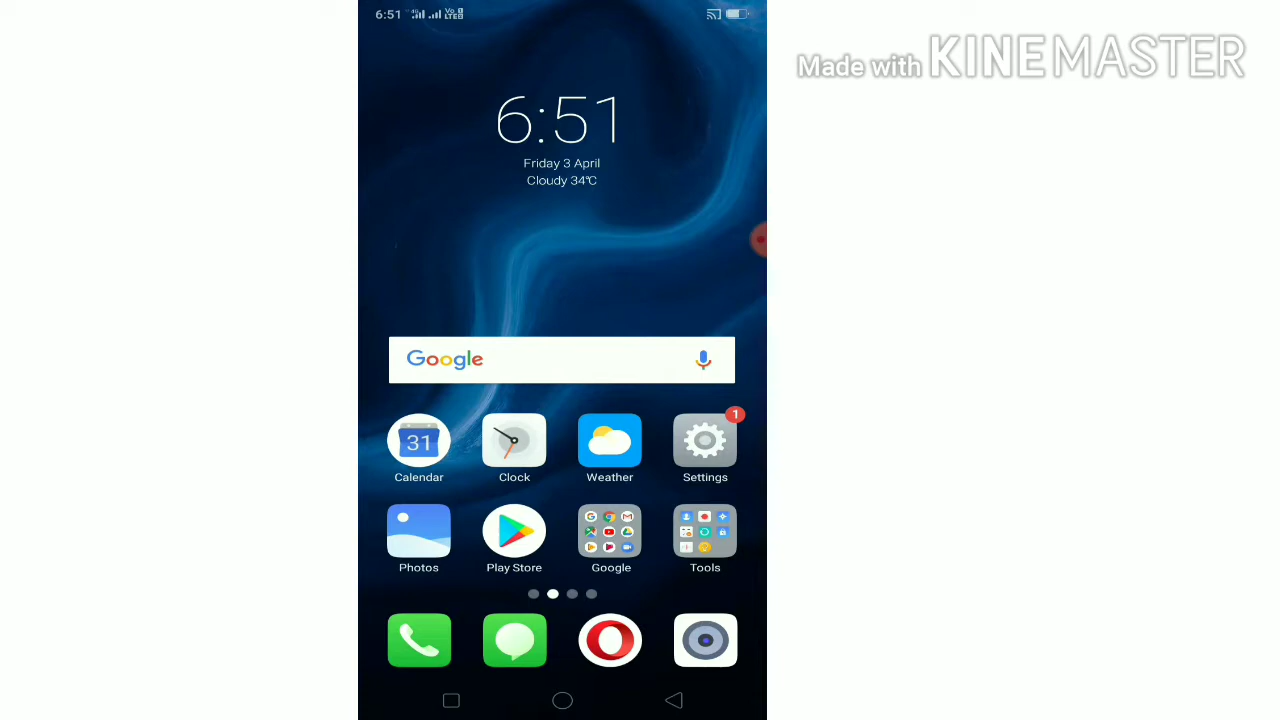 6:51
Made with KINEMASTER
6:51
Friday 3 April
Cloudy 34°C
Google
1
31
Calendar
Clock
Weather
Settings
Photos
Play Store
Google
Tools